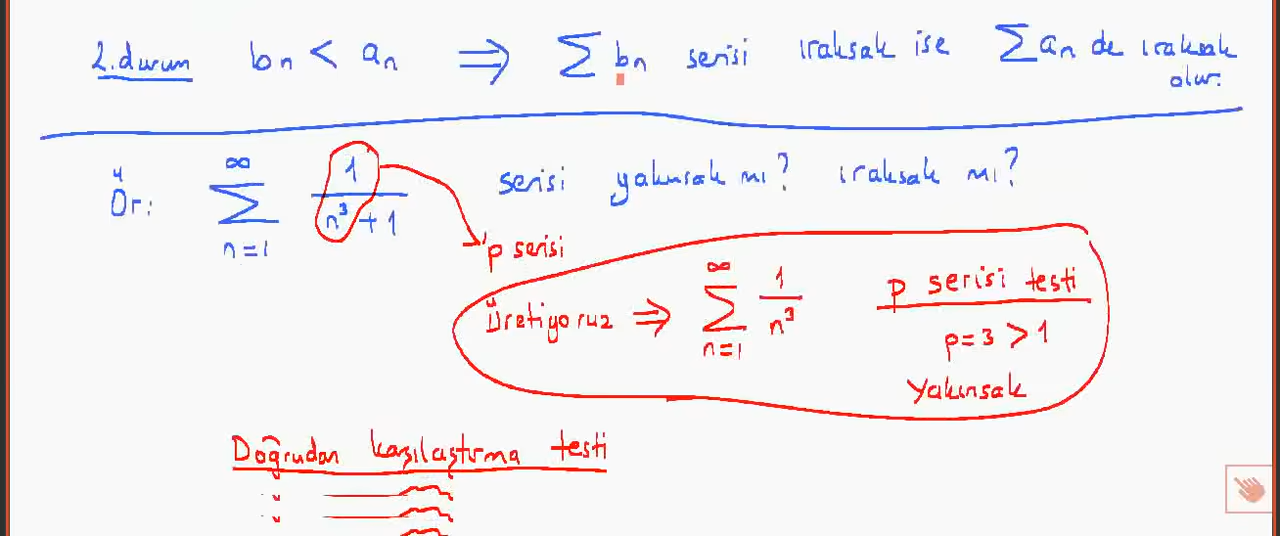 2. durum bn < an ⇒ ∑ bn serisi ıraksak ise ∑ an de ıraksak olur.
Ör: ∑_{n=1}^{∞} 1/(n³+1) serisi yakınsak mı? ıraksak mı?
p serisi
Üretiyoruz ⇒ ∑_{n=1}^{∞} 1/n³
p serisi testi
p=3 > 1
Yakınsak
Doğrudan karşılaştırma testi